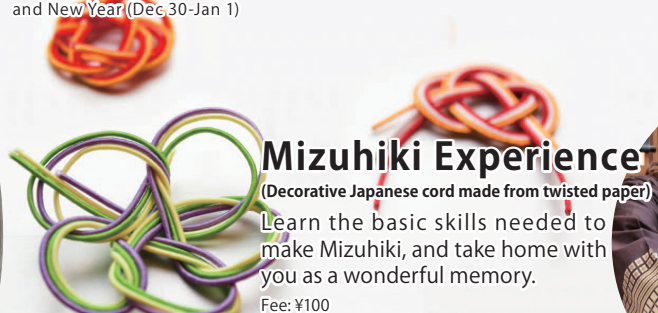 and New Year (Dec 30-Jan 1)
Mizuhiki Experience
(Decorative Japanese cord made from twisted paper)
Learn the basic skills needed to
make Mizuhiki, and take home with
you as a wonderful memory.
Fee: ¥100